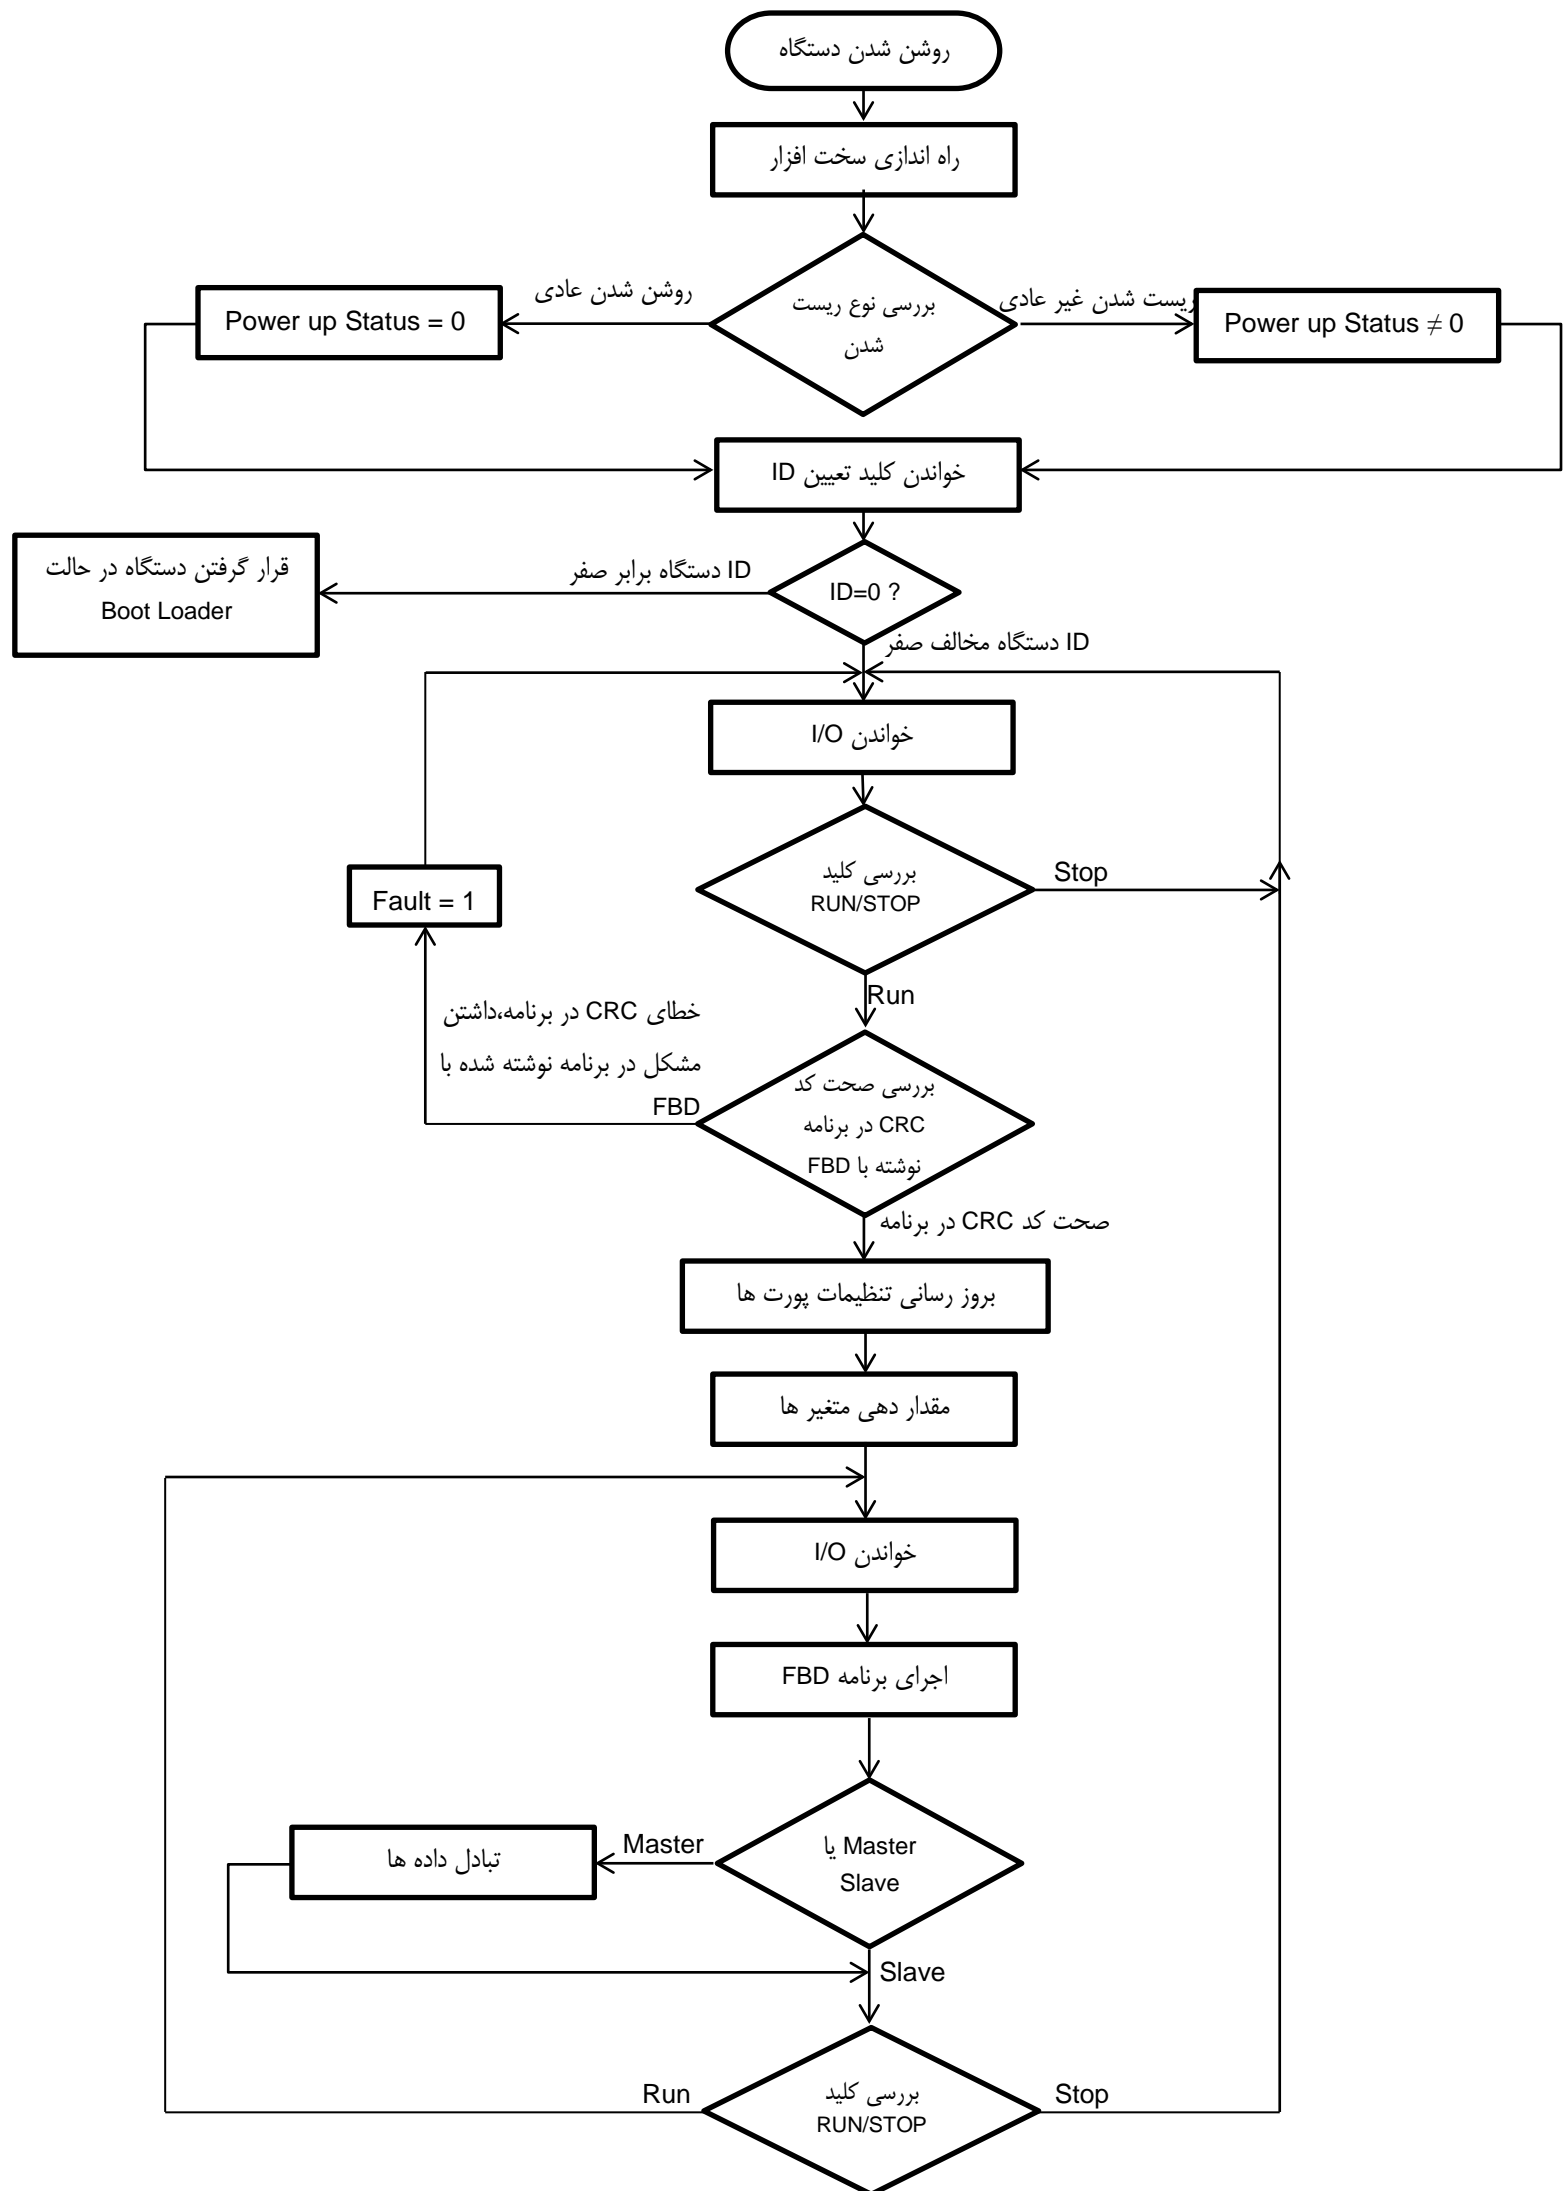 روشن شدن دستگاه
راه اندازی سخت افزار
بررسی نوع ریست
شدن
روشن شدن عادی
Power up Status = 0
ریست شدن غیر عادی
Power up Status ≠ 0
خواندن کلید تعیین ID
ID=0 ?
ID دستگاه برابر صفر
قرار گرفتن دستگاه در حالت
Boot Loader
ID دستگاه مخالف صفر
خواندن I/O
بررسی کلید
RUN/STOP
Stop
Fault = 1
Run
خطای CRC در برنامه،داشتن
مشکل در برنامه نوشته شده با
FBD
بررسی صحت کد
CRC در برنامه
نوشته با FBD
صحت کد CRC در برنامه
بروز رسانی تنظیمات پورت ها
مقدار دهی متغیر ها
خواندن I/O
اجرای برنامه FBD
Master یا
Slave
Master
تبادل داده ها
Slave
بررسی کلید
RUN/STOP
Run
Stop